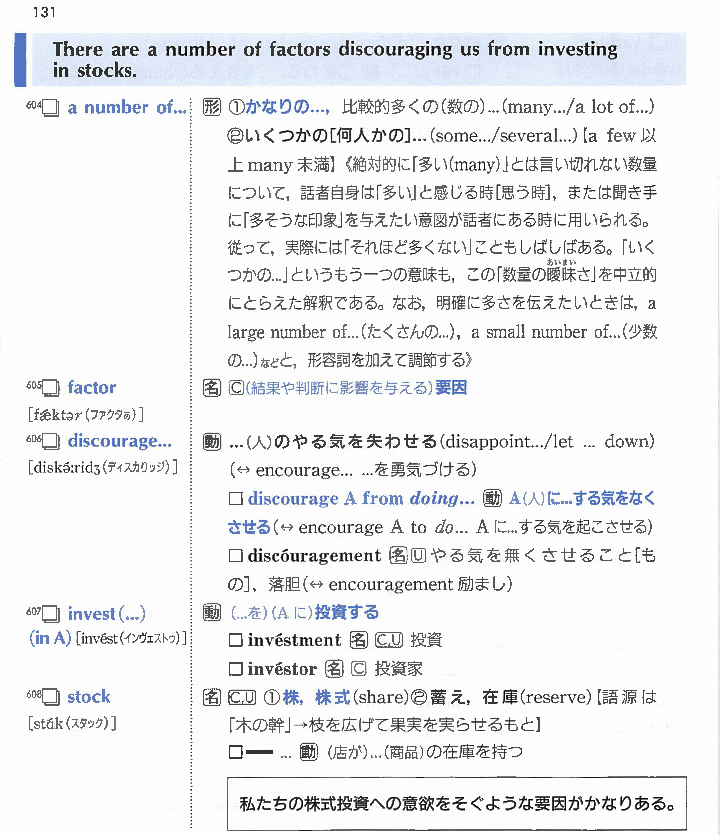 131
There are a number of factors discouraging us from investing
in stocks.
604□ a number of... 形 ①かなりの..., 比較的多くの(数の)...(many.../a lot of...)
②いくつかの[何人かの]...(some.../several...)【a few 以
上 many 未満】《絶対的に「多い(many)」とは言い切れない数量
について，話者自身は「多い」と感じる時[思う時]，または聞き手
に「多そうな印象」を与えたい意図が話者にある時に用いられる。
従って，実際には「それほど多くない」こともしばしばある。「いく
つかの...」というもう一つの意味も，この「数量の曖昧さ」を中立的
あいまい
にとらえた解釈である。なお，明確に多さを伝えたいときは，a
large number of...(たくさんの...)，a small number of...(少数
の...)などと，形容詞を加えて調節する》
605□ factor 名 C(結果や判断に影響を与える)要因
[fǽktər(ファクタァ)]
606□ discourage... 動 ...(人)のやる気を失わせる(disappoint.../let ... down)
[diskə́ːridʒ(ディスカリッジ)] (↔ encourage... ...を勇気づける)
□ discourage A from doing... 動 A(人)に...する気をなく
させる(↔ encourage A to do... A に...する気を起こさせる)
□ discóuragement 名U やる気を無くさせること[も
の]，落胆(↔ encouragement 励まし)
607□ invest(...) 動 (...を)(A に)投資する
(in A) [invést(インヴェストゥ)] □ invéstment 名 C,U 投資
□ invéstor 名 C 投資家
608□ stock 名 C,U ①株，株式(share)②蓄え，在庫(reserve)【語源は
[stɑ́k(スタック)] 「木の幹」→枝を広げて果実を実らせるもと】
□━ ... 動 (店が)...(商品)の在庫を持つ
私たちの株式投資への意欲をそぐような要因がかなりある。